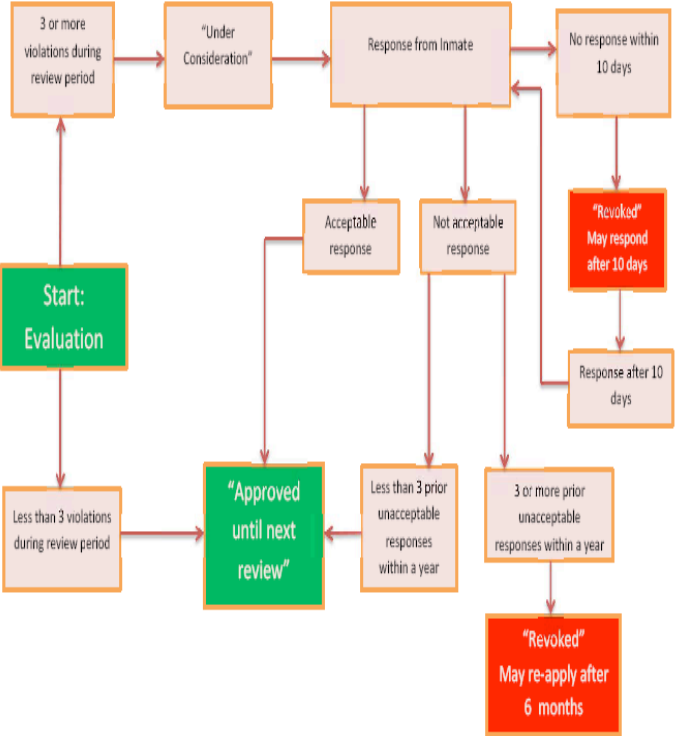 3 or more
violations during
review period
“Under
Consideration”
Response from Inmate
No response within
10 days
“Revoked”
May respond
after 10 days
Acceptable
response
Not acceptable
response
Start:
Evaluation
Response after 10
days
Less than 3 violations
during review period
“Approved
until next
review”
Less than 3 prior
unacceptable
responses
within a year
3 or more prior
unacceptable
responses within a year
“Revoked”
May re-apply after
6 months